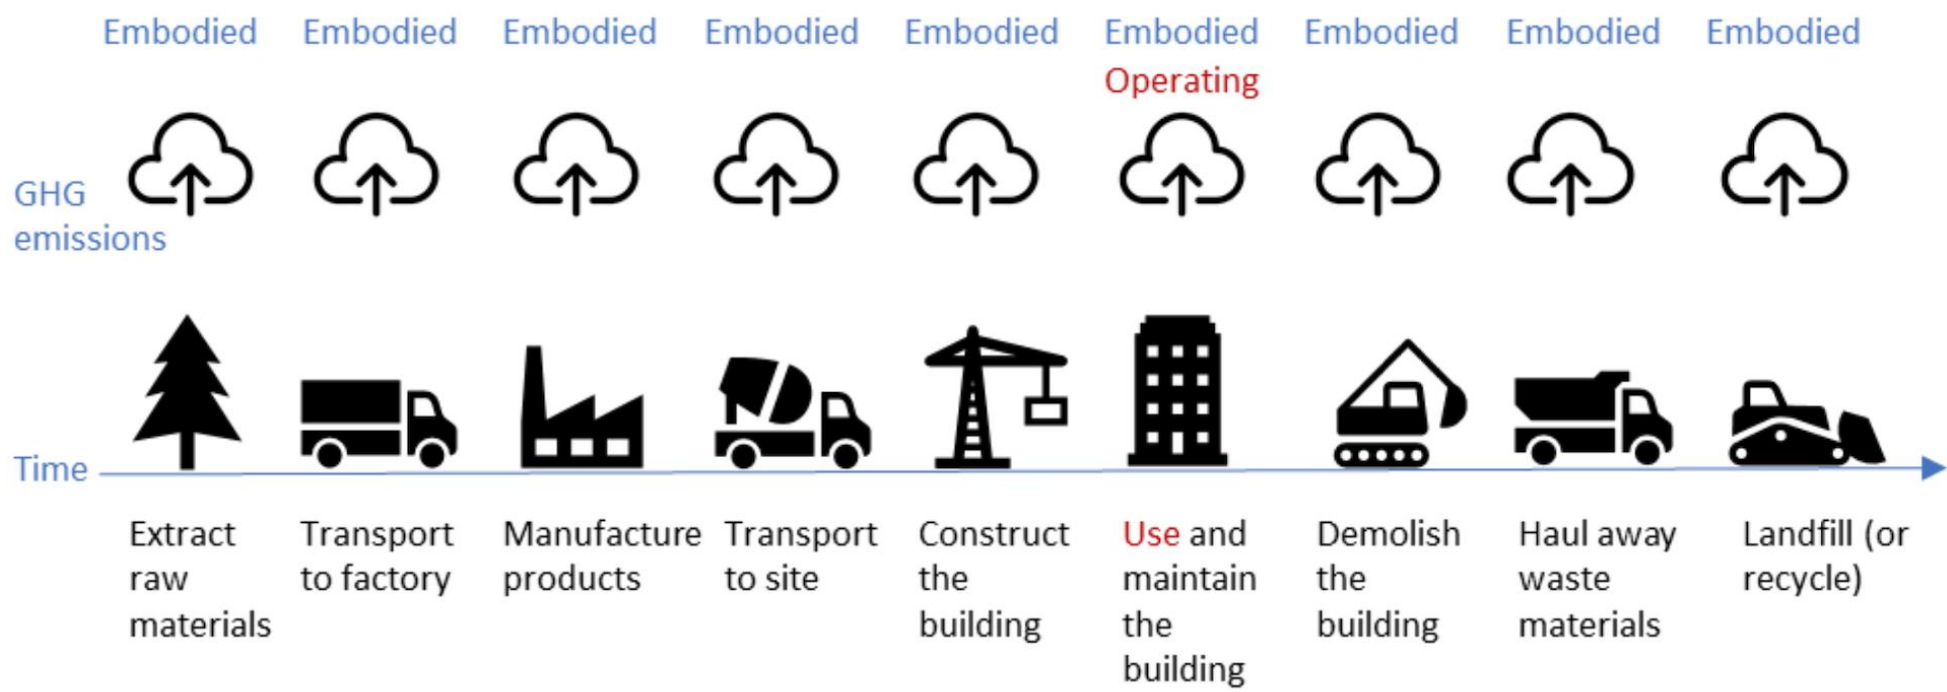 Embodied Embodied Embodied Embodied Embodied Embodied Embodied Embodied Embodied
Operating
GHG
emissions
Time
Extract
raw
materials
Transport
to factory
Manufacture
products
Transport
to site
Construct
the
building
Use and
maintain
the
building
Demolish
the
building
Haul away
waste
materials
Landfill (or
recycle)